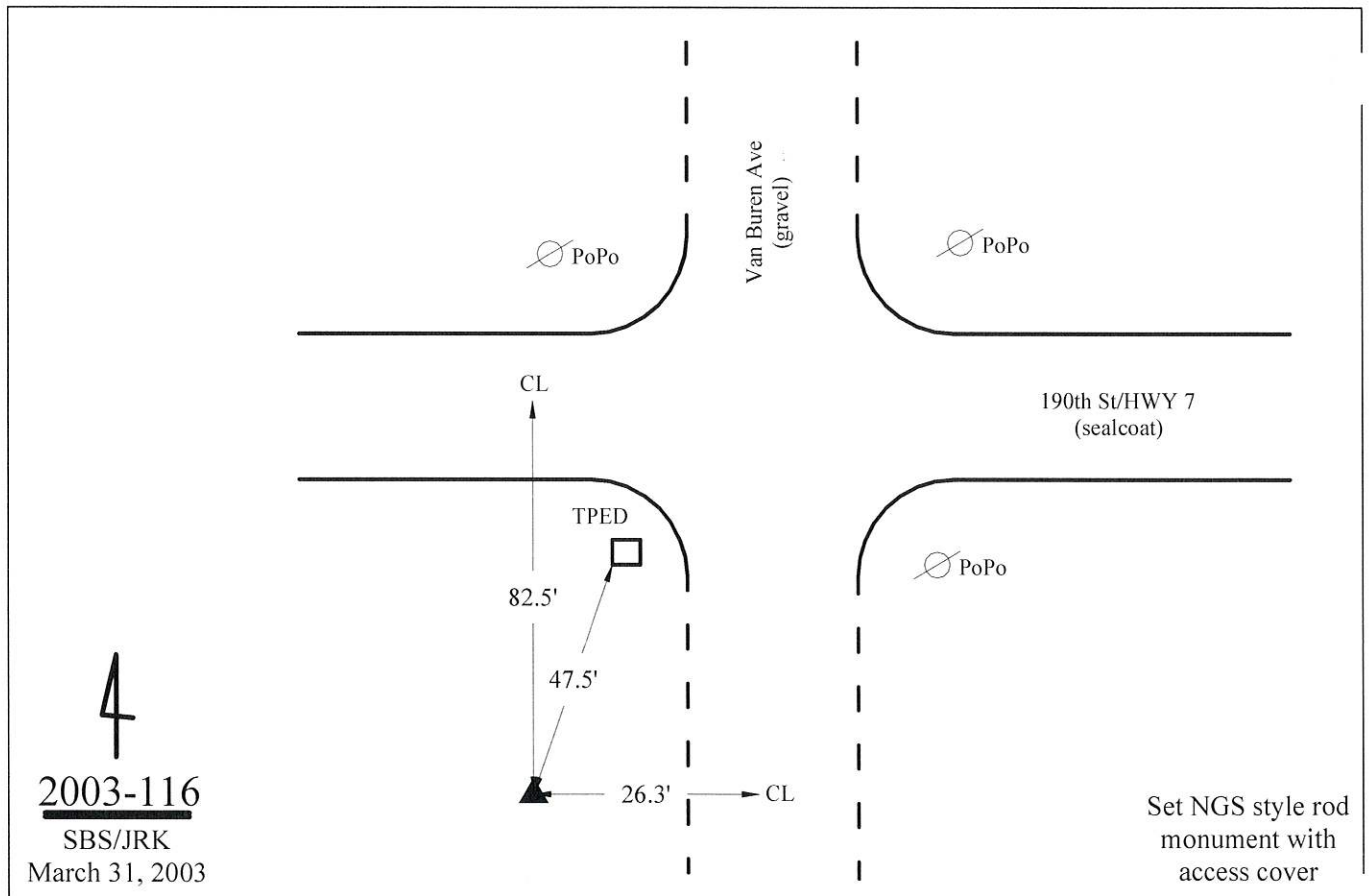 Van Buren Ave
(gravel)
PoPo
PoPo
CL
190th St/HWY 7
(sealcoat)
TPED
PoPo
82.5'
47.5'
26.3'
CL
2003-116
SBS/JRK
March 31, 2003
Set NGS style rod
monument with
access cover